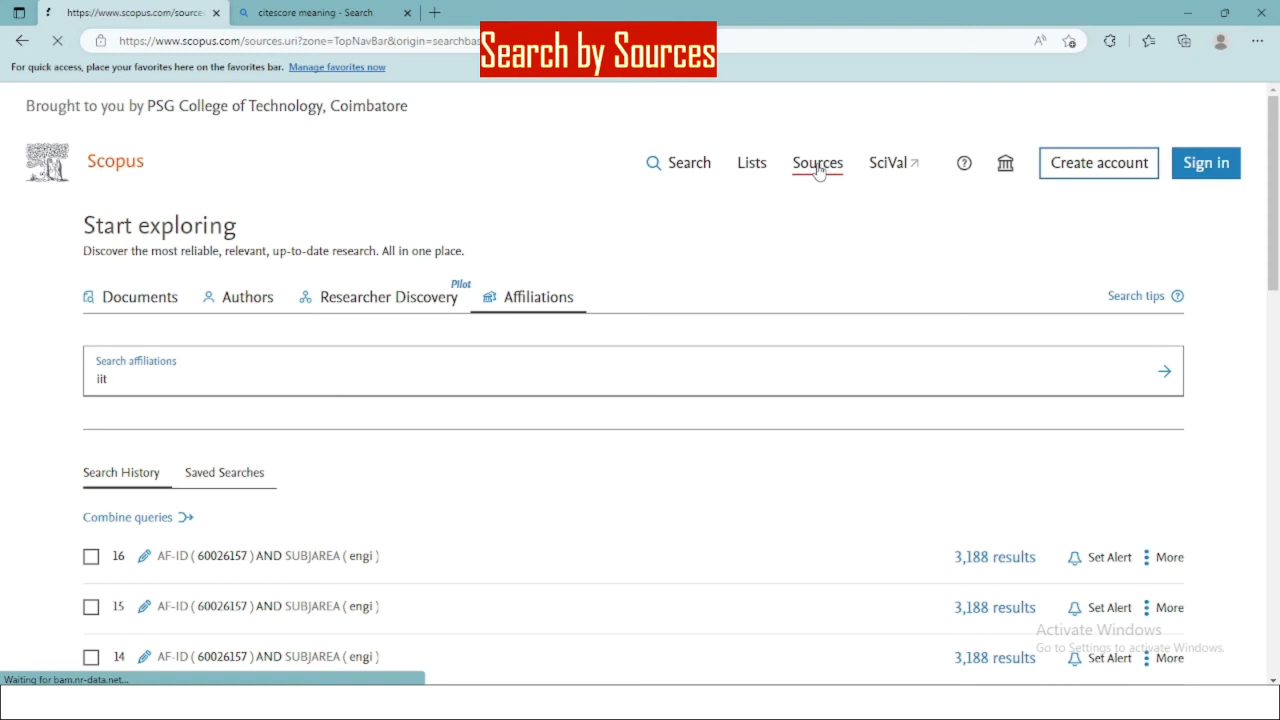 https://www.scopus.com/source
citescore meaning - Search
https://www.scopus.com/sources.uri?zone=TopNavBar&origin=searchbas
Search by Sources
For quick access, place your favorites here on the favorites bar. Manage favorites now
Brought to you by PSG College of Technology, Coimbatore
Scopus
Search
Lists
Sources
SciVal
Create account
Sign in
Start exploring
Discover the most reliable, relevant, up-to-date research. All in one place.
Documents
Authors
Researcher Discovery
Pilot
Affiliations
Search tips
Search affiliations
iit
Search History
Saved Searches
Combine queries
16 AF-ID ( 60026157 ) AND SUBJAREA ( engi ) 3,188 results Set Alert More
15 AF-ID ( 60026157 ) AND SUBJAREA ( engi ) 3,188 results Set Alert More
Activate Windows
Go to Settings to activate Windows.
14 AF-ID ( 60026157 ) AND SUBJAREA ( engi ) 3,188 results Set Alert More
Waiting for bam.nr-data.net...